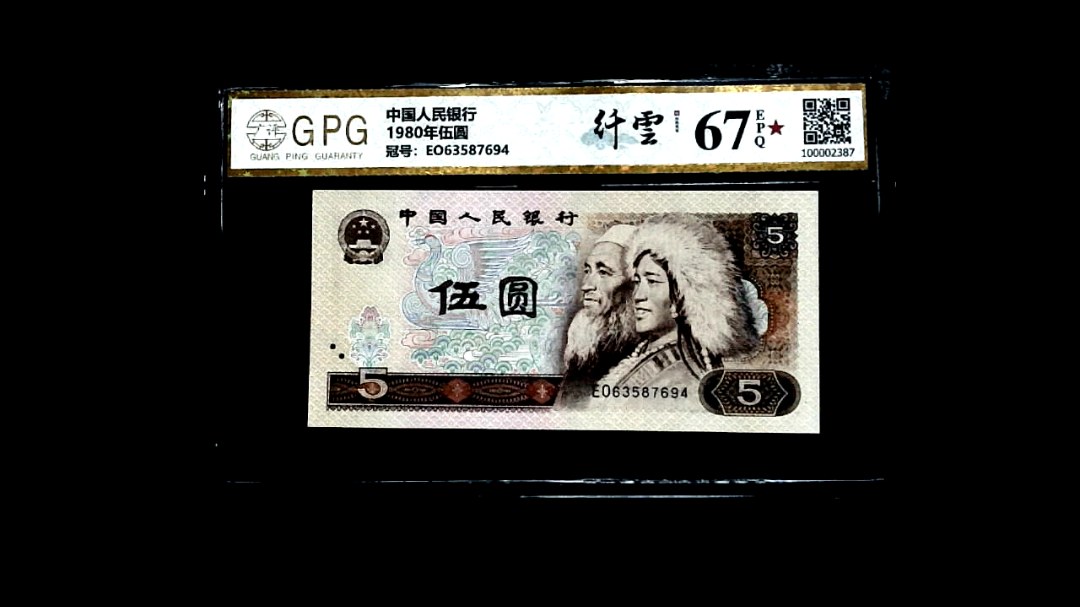 GPG
GUANG PING GUARANTY
中国人民银行
1980年伍圆
冠号：EO63587694
纤雲
67 EPQ★
100002387
中国人民银行
5
伍圆
5
EO63587694
5